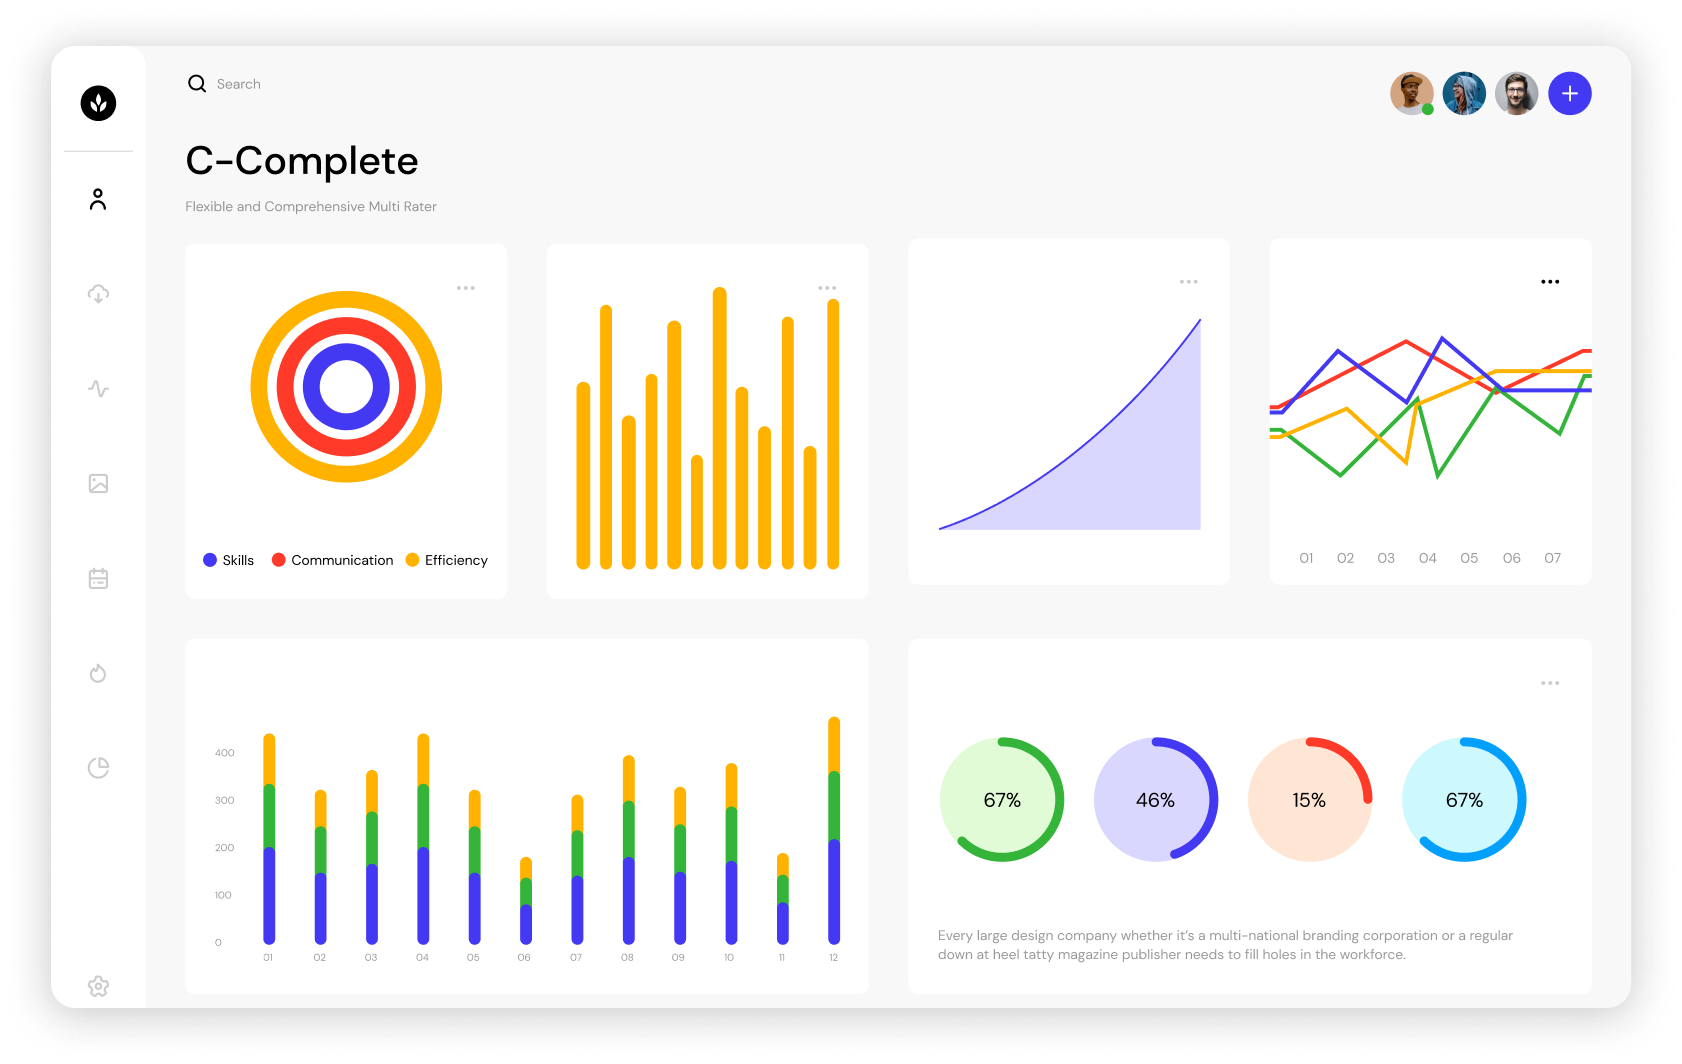 Search
C-Complete
Flexible and Comprehensive Multi Rater
Skills Communication Efficiency
01 02 03 04 05 06 07
400
300
200
100
0
01 02 03 04 05 06 07 08 09 10 11 12
67% 46% 15% 67%
Every large design company whether it's a multi-national branding corporation or a regular
down at heel tatty magazine publisher needs to fill holes in the workforce.